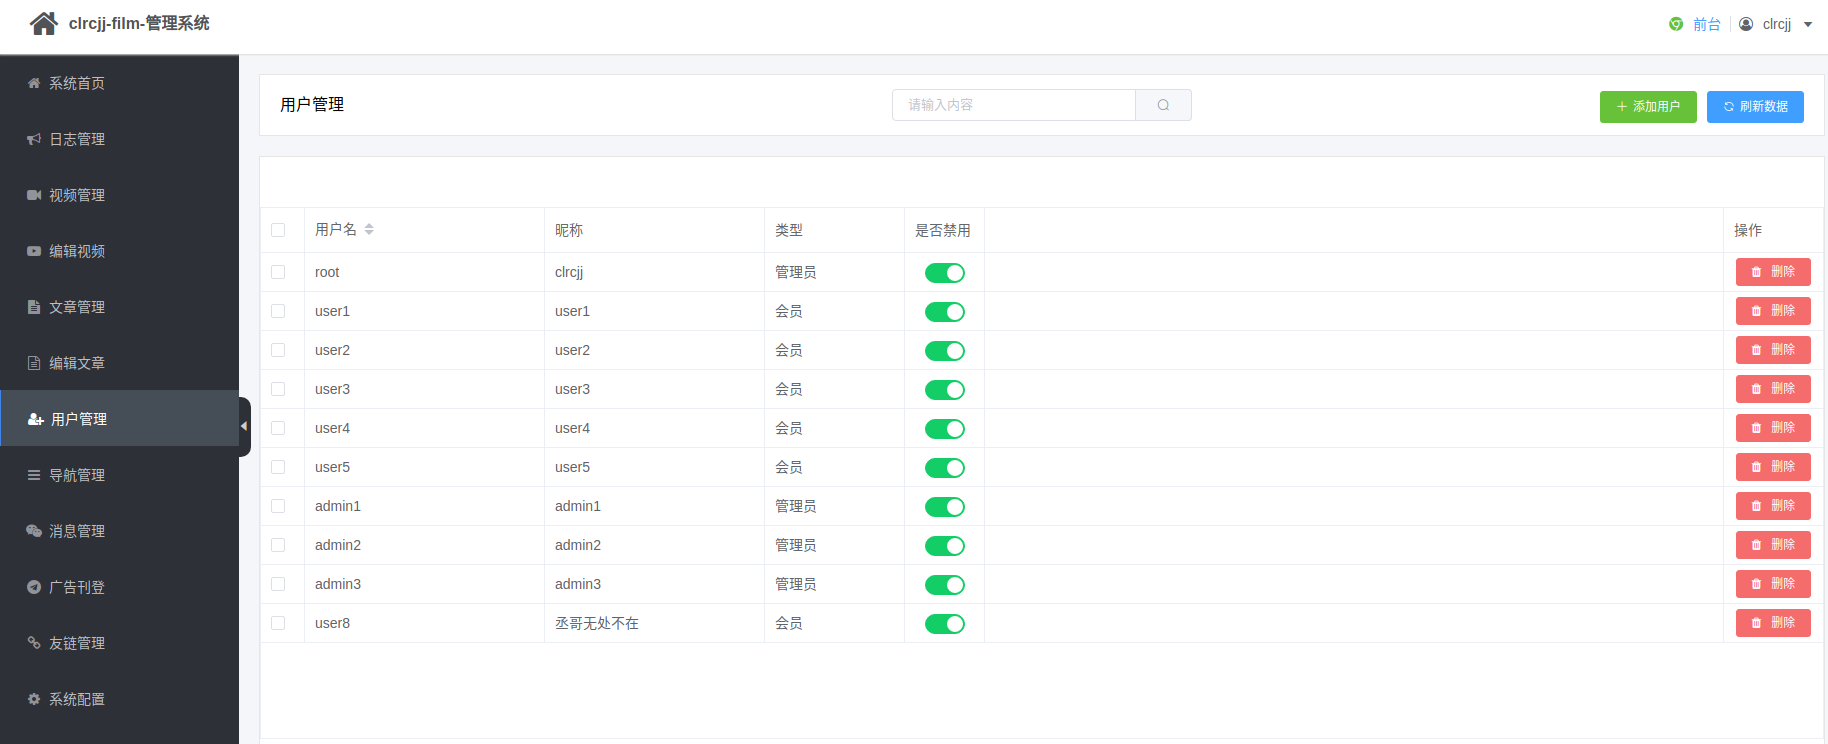 clrcjj-film-管理系统
前台 clrcjj
系统首页
日志管理
视频管理
编辑视频
文章管理
编辑文章
用户管理
导航管理
消息管理
广告刊登
友链管理
系统配置
用户管理
请输入内容
添加用户 刷新数据
用户名 昵称 类型 是否禁用 操作
root clrcjj 管理员 删除
user1 user1 会员 删除
user2 user2 会员 删除
user3 user3 会员 删除
user4 user4 会员 删除
user5 user5 会员 删除
admin1 admin1 管理员 删除
admin2 admin2 管理员 删除
admin3 admin3 管理员 删除
user8 丞哥无处不在 会员 删除